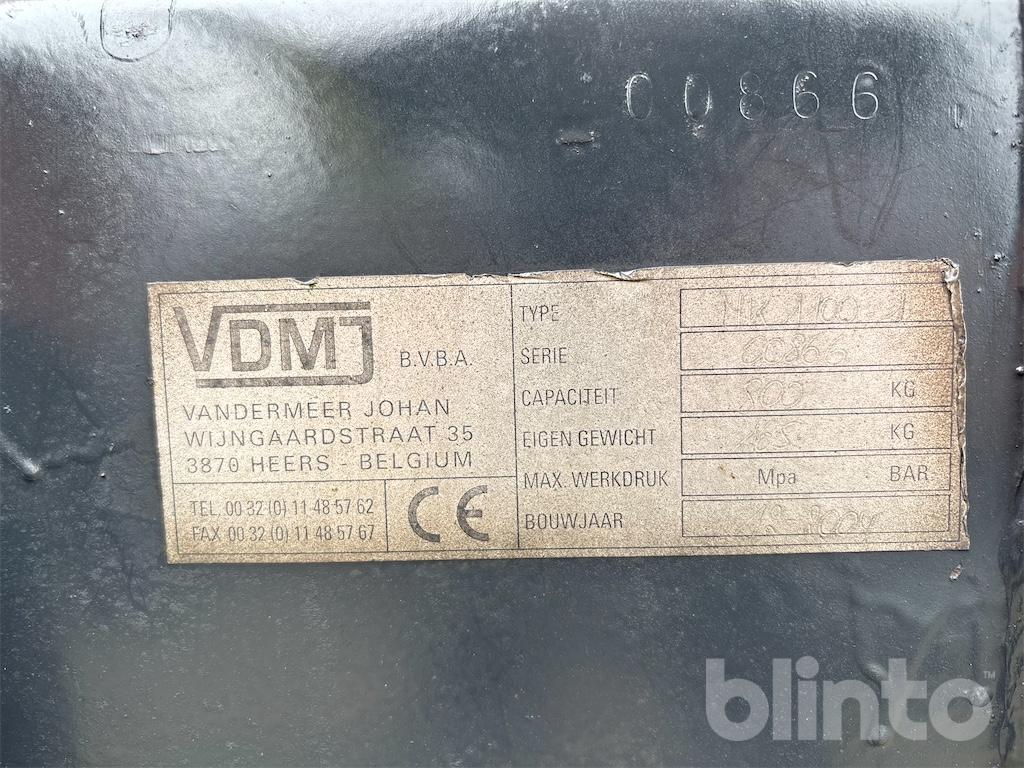 00866
VDMJ B.V.B.A.
VANDERMEER JOHAN
WIJNGAARDSTRAAT 35
3870 HEERS - BELGIUM
TEL 00 32 (0) 11 48 57 62
FAX 00 32 (0) 11 48 57 67
CE
TYPE
SERIE 00866
CAPACITEIT 800 KG
EIGEN GEWICHT KG
MAX. WERKDRUK Mpa BAR
BOUWJAAR
blinto™